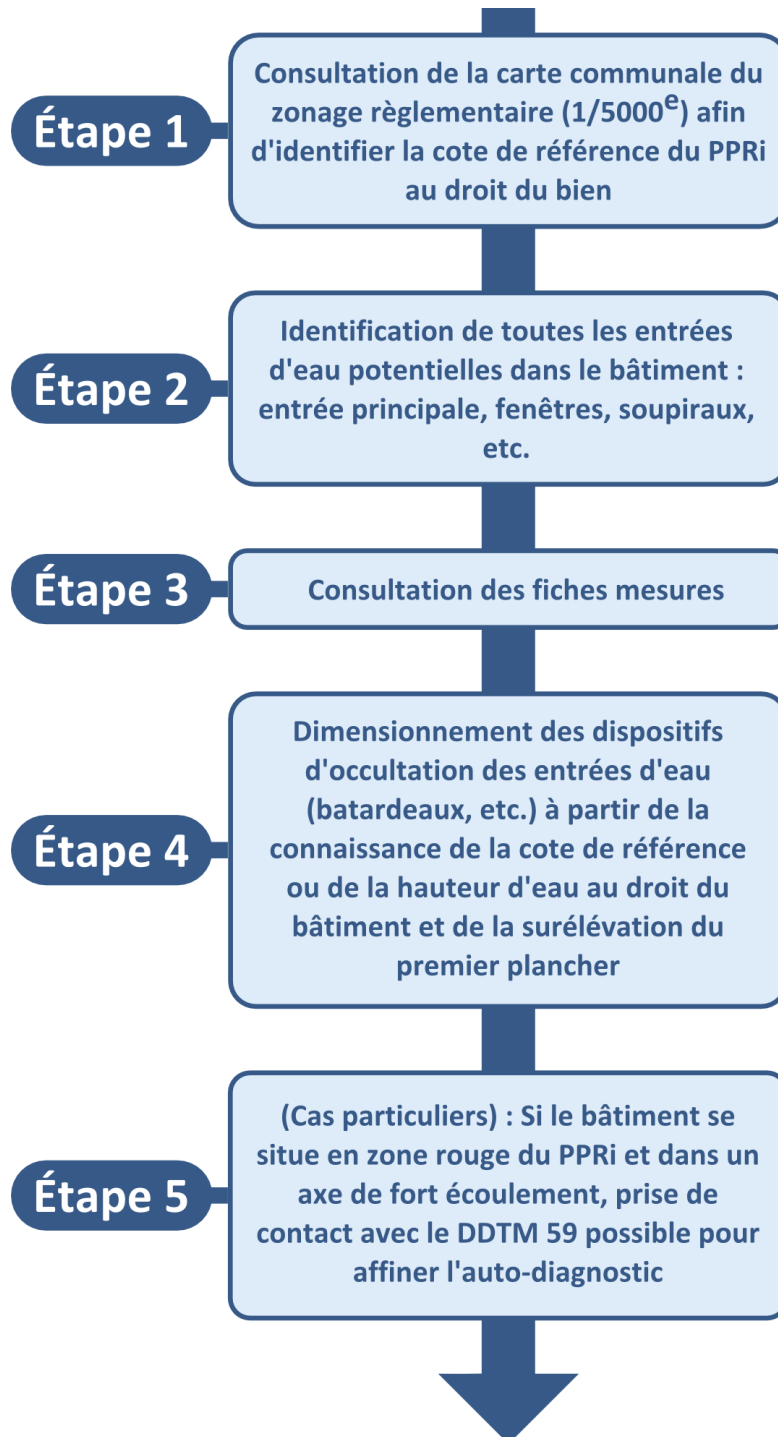 Étape 1
Consultation de la carte communale du
zonage règlementaire (1/5000e) afin
d'identifier la cote de référence du PPRi
au droit du bien
Étape 2
Identification de toutes les entrées
d'eau potentielles dans le bâtiment :
entrée principale, fenêtres, soupiraux,
etc.
Étape 3
Consultation des fiches mesures
Étape 4
Dimensionnement des dispositifs
d'occultation des entrées d'eau
(batardeaux, etc.) à partir de la
connaissance de la cote de référence
ou de la hauteur d'eau au droit du
bâtiment et de la surélévation du
premier plancher
Étape 5
(Cas particuliers) : Si le bâtiment se
situe en zone rouge du PPRi et dans un
axe de fort écoulement, prise de
contact avec le DDTM 59 possible pour
affiner l'auto-diagnostic